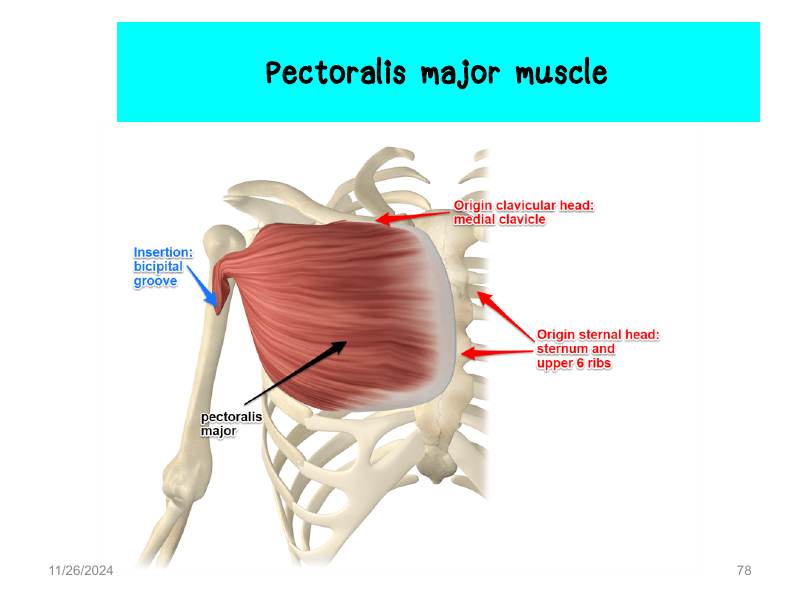 Pectoralis major muscle
Origin clavicular head:
medial clavicle
Insertion:
bicipital
groove
Origin sternal head:
sternum and
upper 6 ribs
pectoralis
major
11/26/2024
78